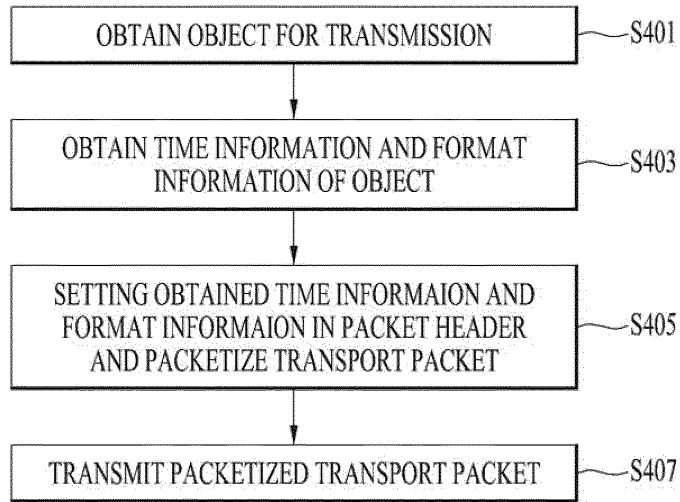 OBTAIN OBJECT FOR TRANSMISSION
S401
OBTAIN TIME INFORMATION AND FORMAT
INFORMATION OF OBJECT
S403
SETTING OBTAINED TIME INFORMAION AND
FORMAT INFORMAION IN PACKET HEADER
AND PACKETIZE TRANSPORT PACKET
S405
TRANSMIT PACKETIZED TRANSPORT PACKET
S407